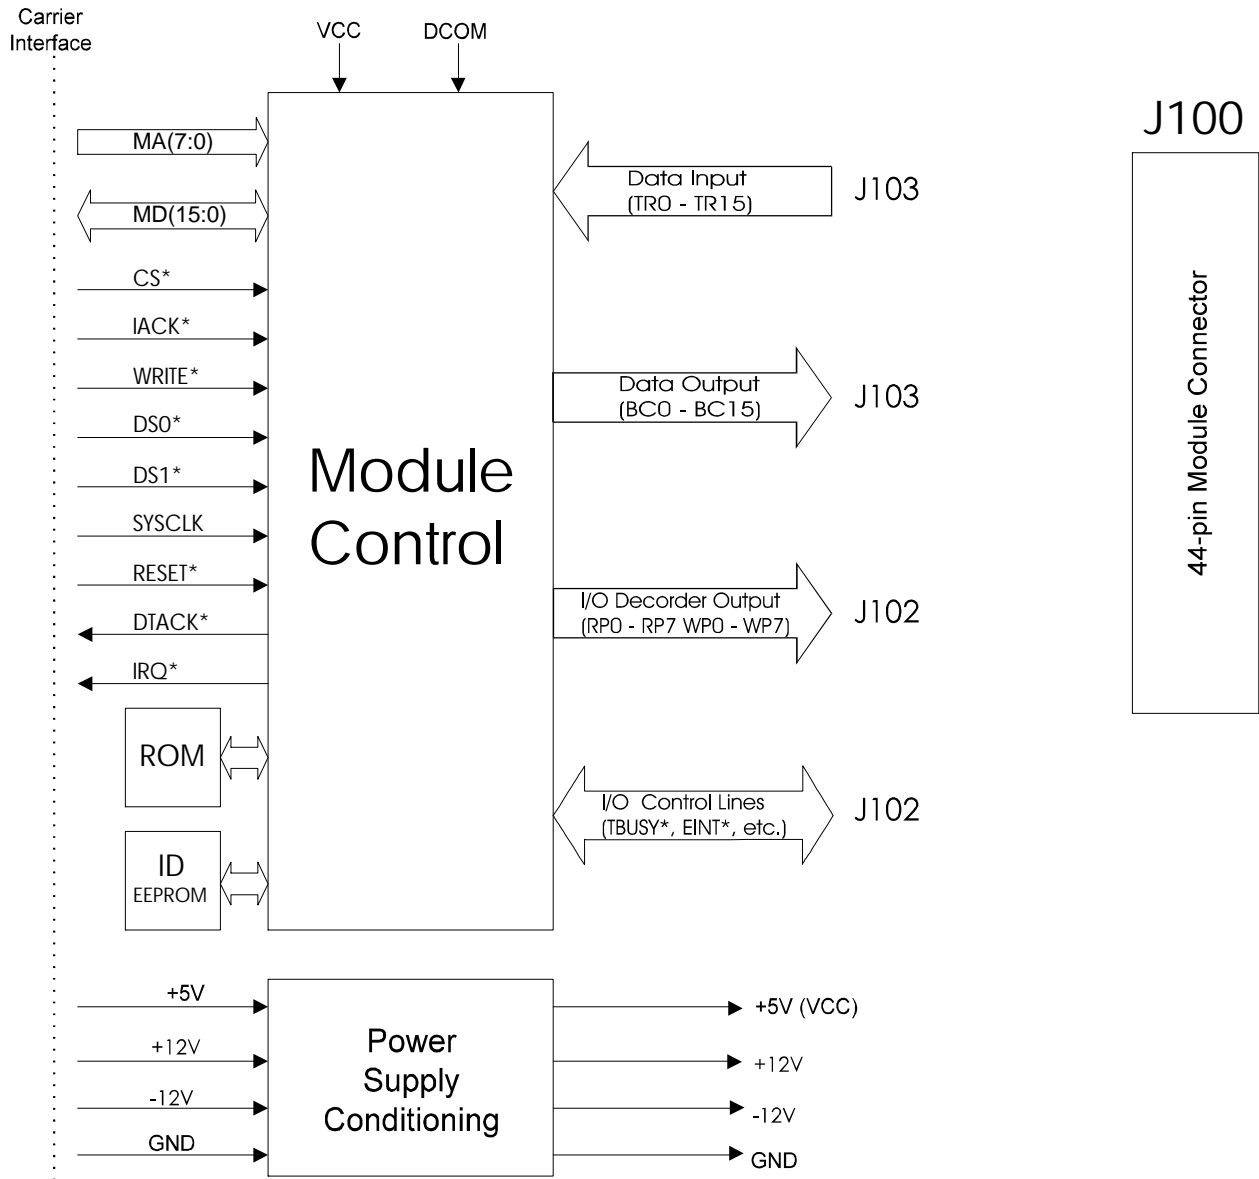 Carrier
Interface
VCC
DCOM
J100
MA(7:0)
MD(15:0)
CS*
IACK*
WRITE*
DS0*
DS1*
SYSCLK
RESET*
DTACK*
IRQ*
ROM
ID
EEPROM
Module
Control
Data Input
(TR0 - TR15)
J103
Data Output
(BC0 - BC15)
J103
I/O Decorder Output
(RP0 - RP7 WP0 - WP7)
J102
I/O Control Lines
(TBUSY*, EINT*, etc.)
J102
44-pin Module Connector
+5V
+12V
-12V
GND
Power
Supply
Conditioning
+5V (VCC)
+12V
-12V
GND